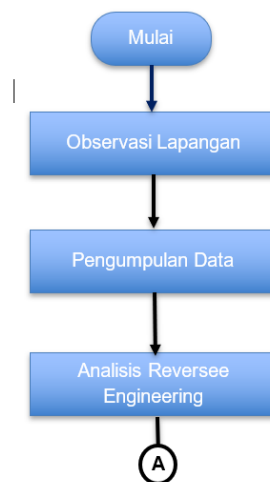 Mulai
Observasi Lapangan
Pengumpulan Data
Analisis Reversee
Engineering
A